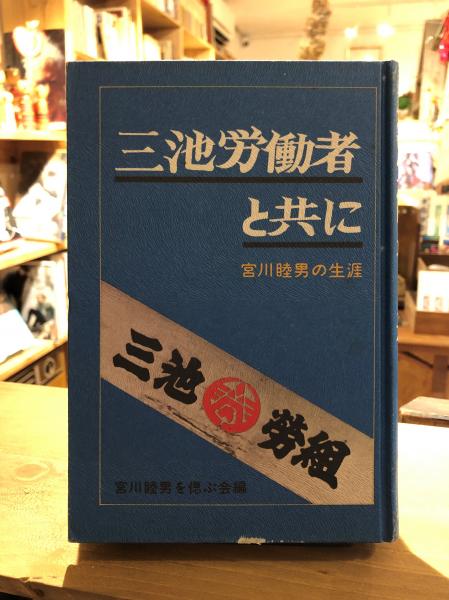 三池労働者
と共に
宮川睦男の生涯
三池 労 労組
宮川睦男を偲ぶ会編